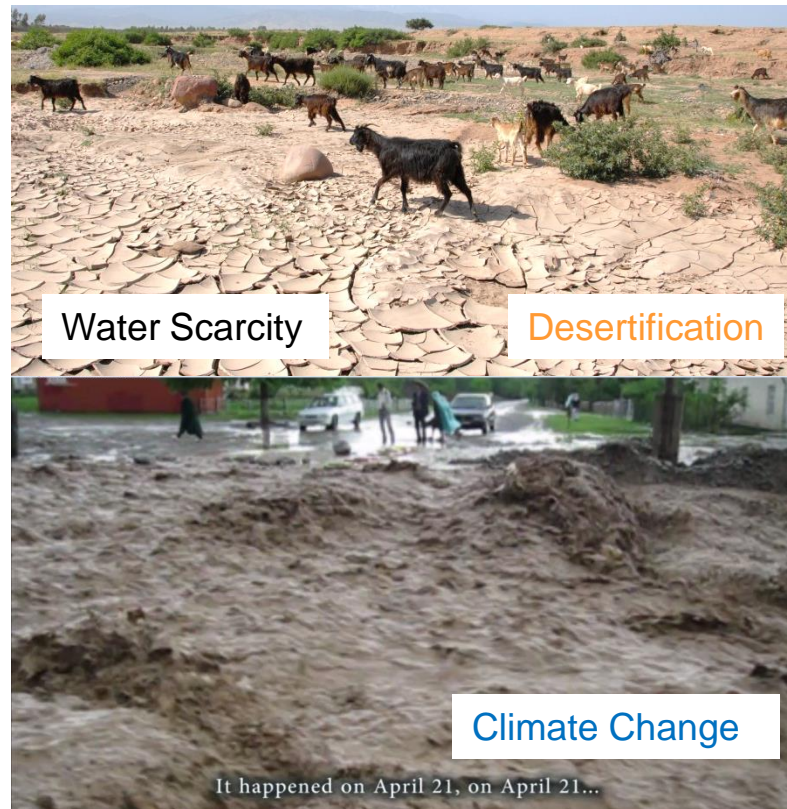 Water Scarcity
Desertification
Climate Change
It happened on April 21, on April 21...